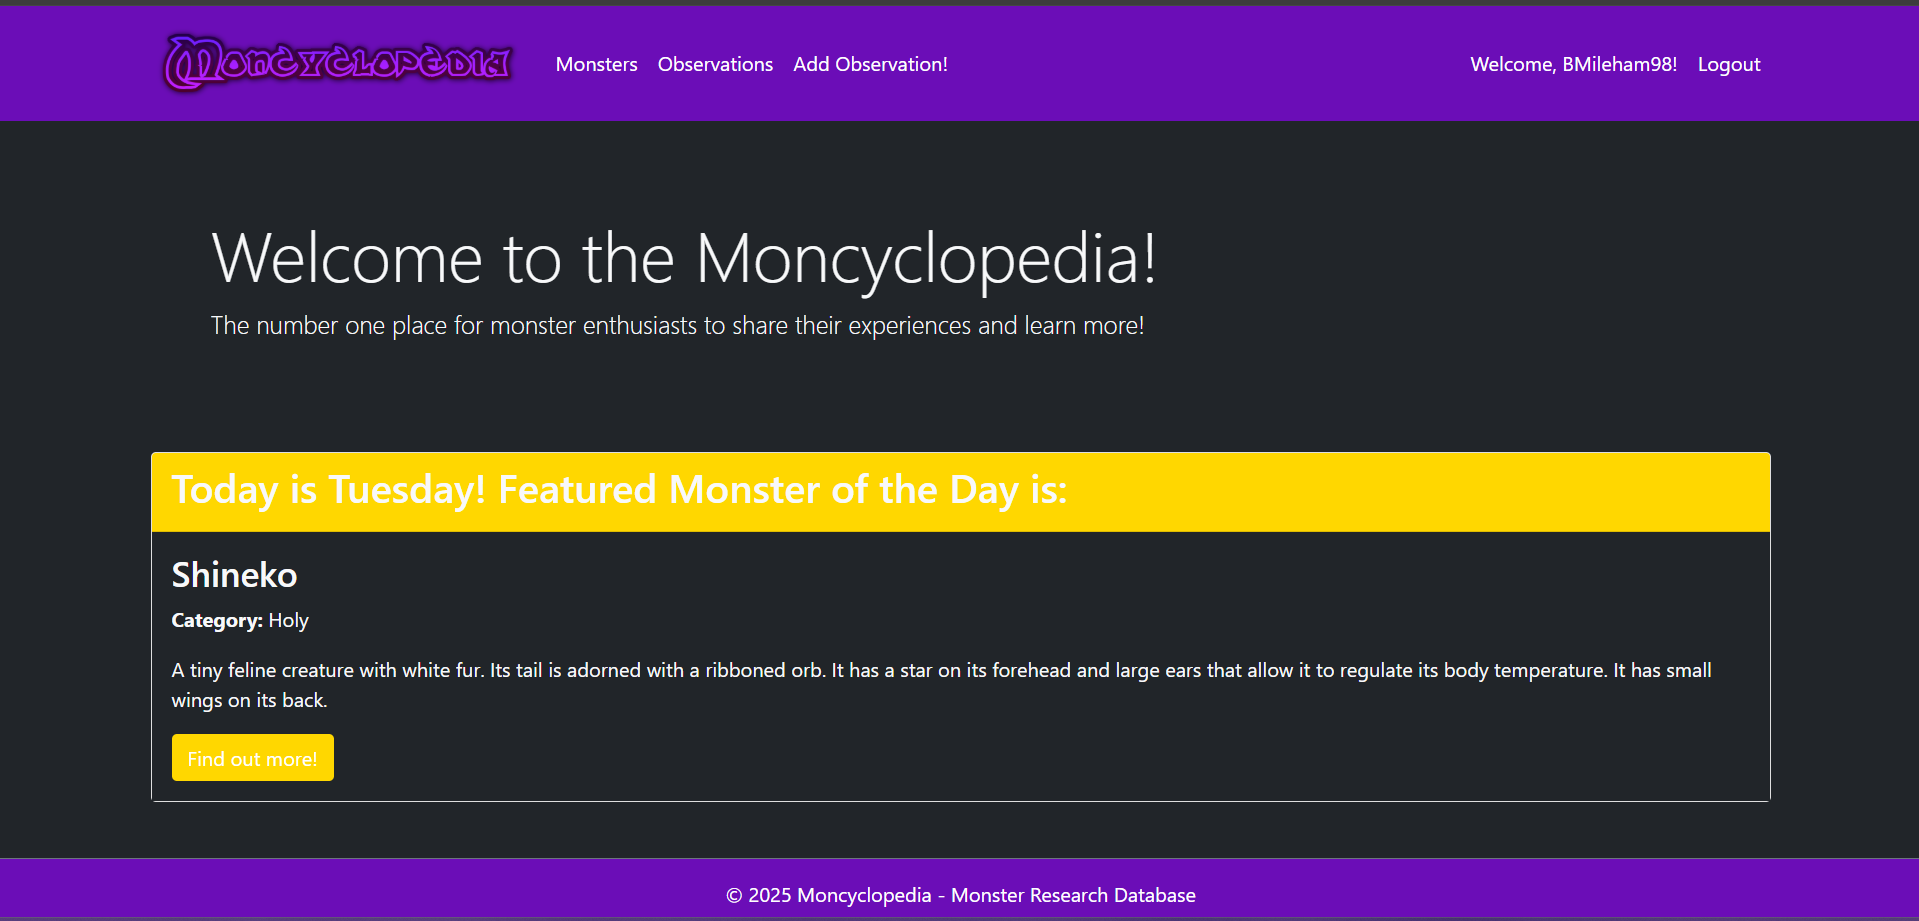 Moncyclopedia
Monsters Observations Add Observation!
Welcome, BMileham98! Logout
Welcome to the Moncyclopedia!
The number one place for monster enthusiasts to share their experiences and learn more!
Today is Tuesday! Featured Monster of the Day is:
Shineko
Category: Holy
A tiny feline creature with white fur. Its tail is adorned with a ribboned orb. It has a star on its forehead and large ears that allow it to regulate its body temperature. It has small
wings on its back.
Find out more!
© 2025 Moncyclopedia - Monster Research Database